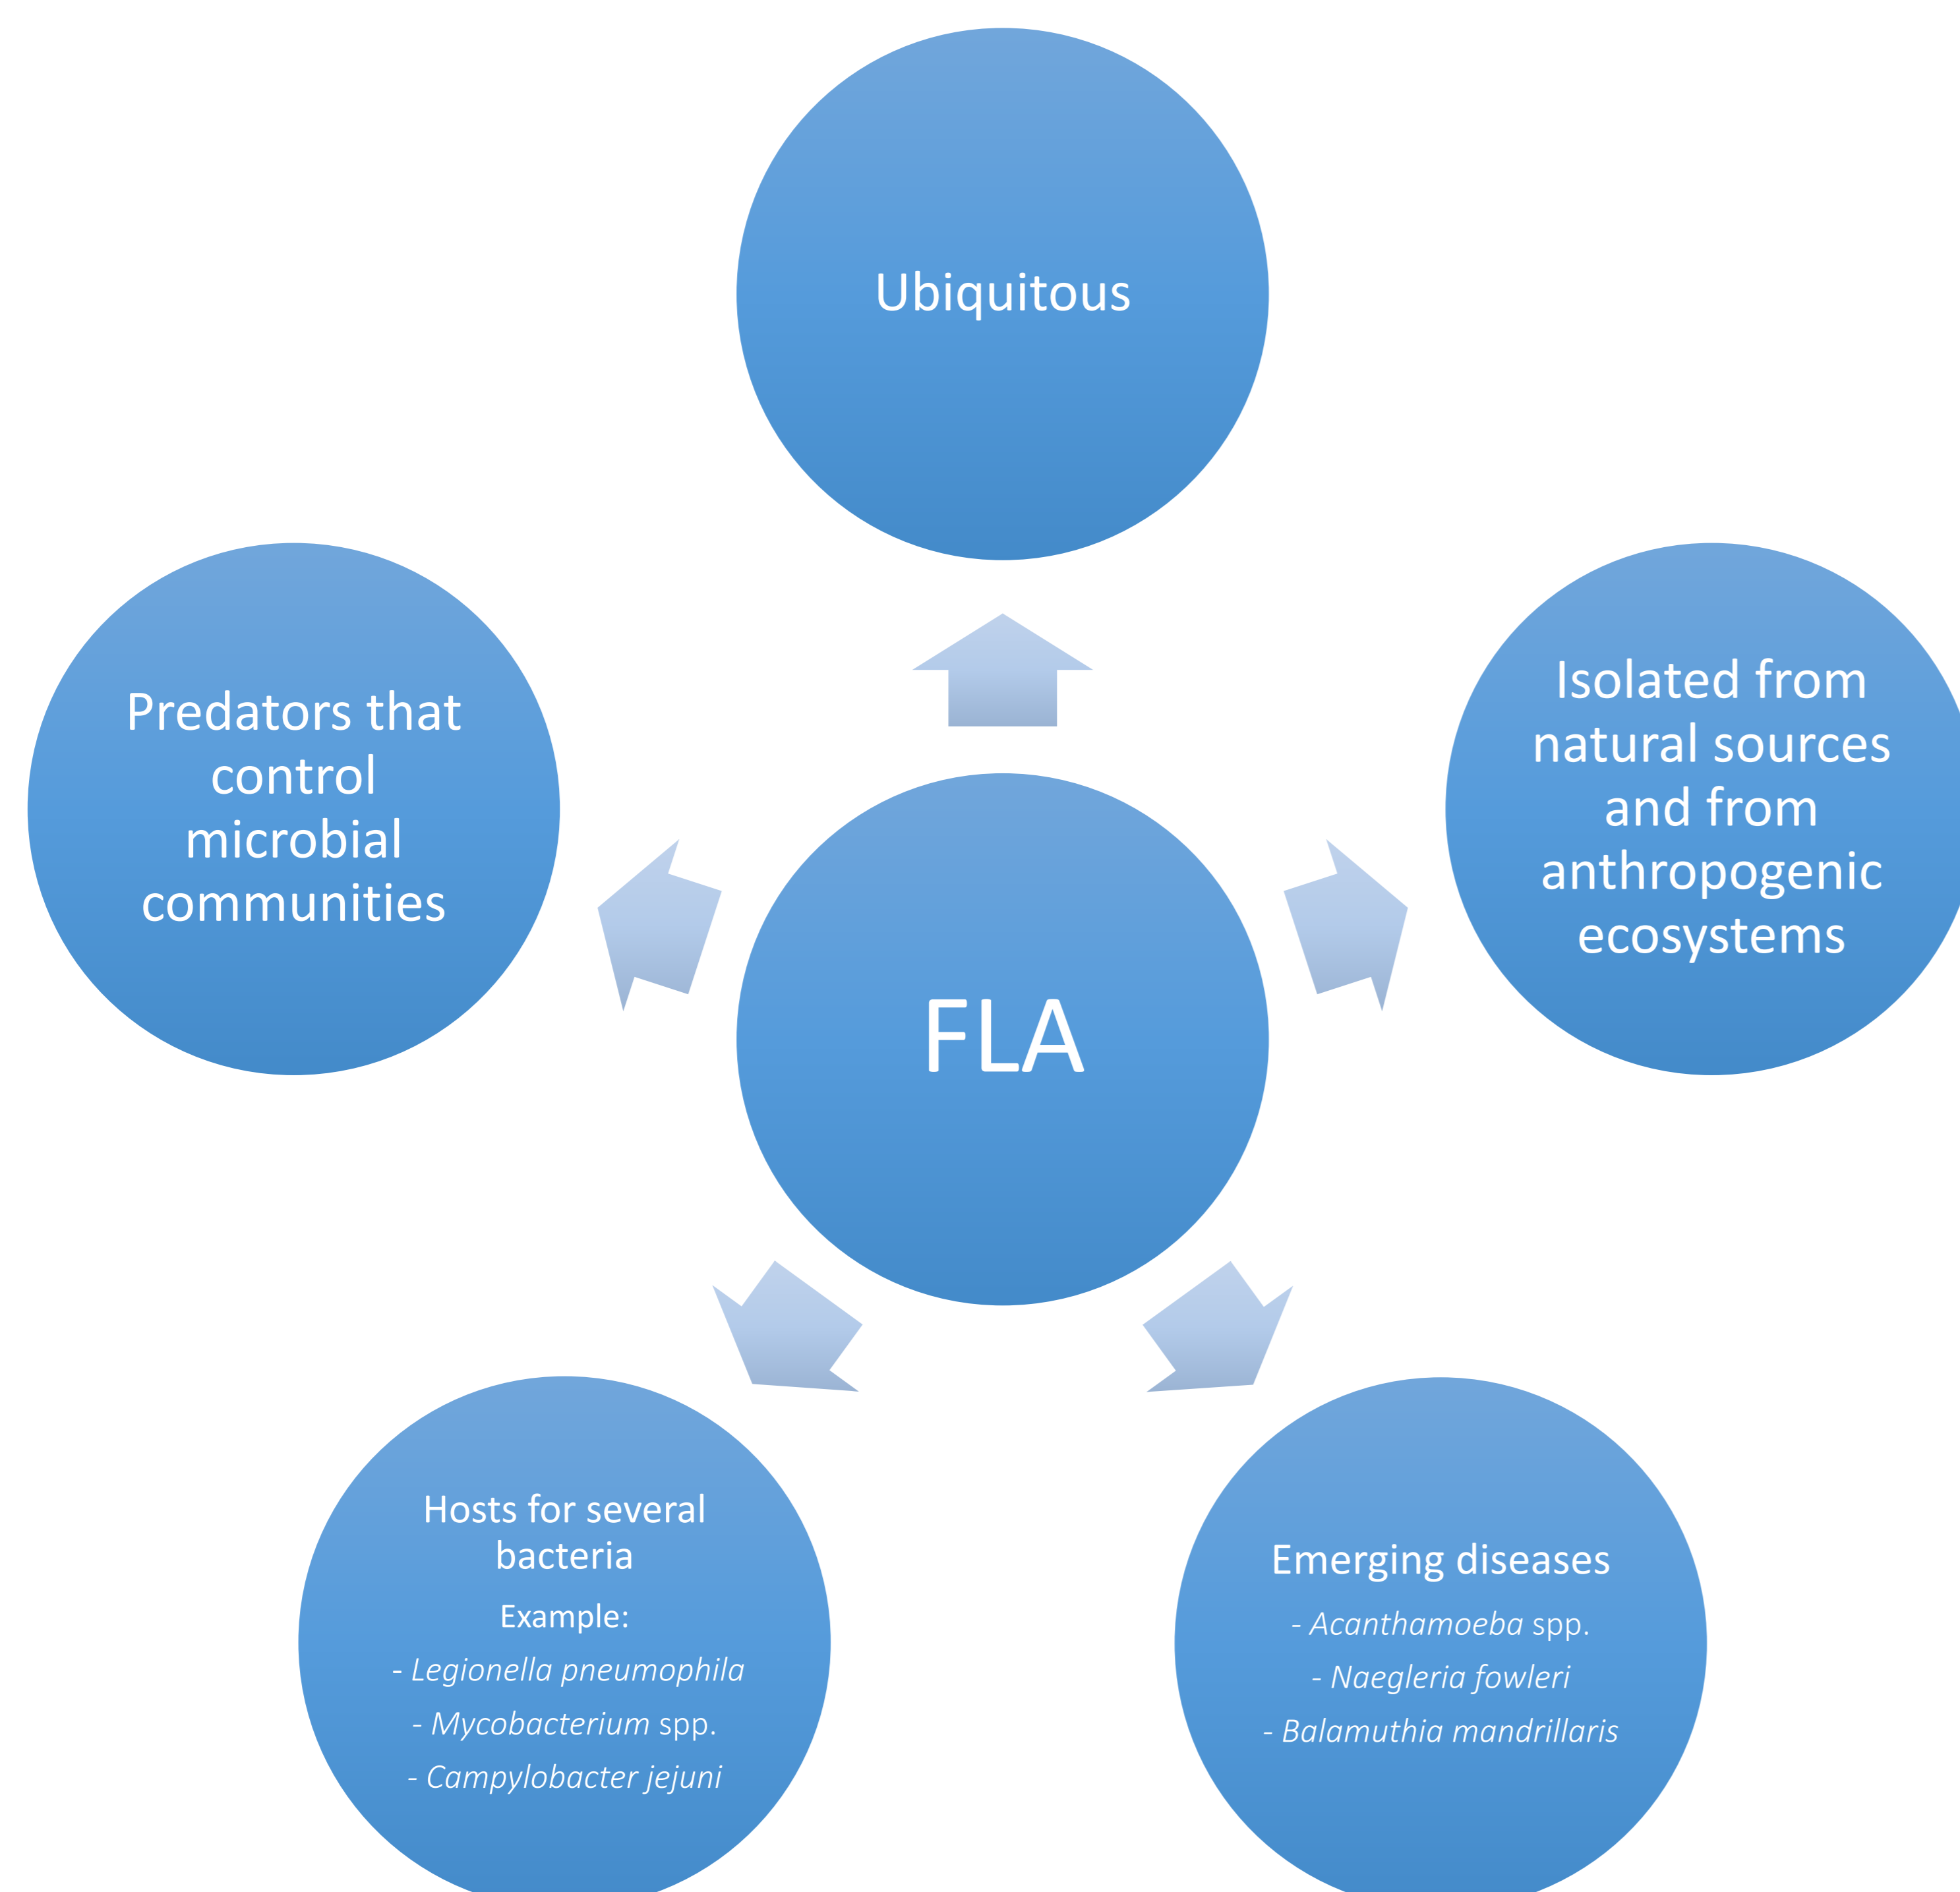 Ubiquitous
Predators that
control
microbial
communities
Isolated from
natural sources
and from
anthropogenic
ecosystems
FLA
Hosts for several
bacteria
Example:
- Legionella pneumophila
- Mycobacterium spp.
- Campylobacter jejuni
Emerging diseases
- Acanthamoeba spp.
- Naegleria fowleri
- Balamuthia mandrillaris